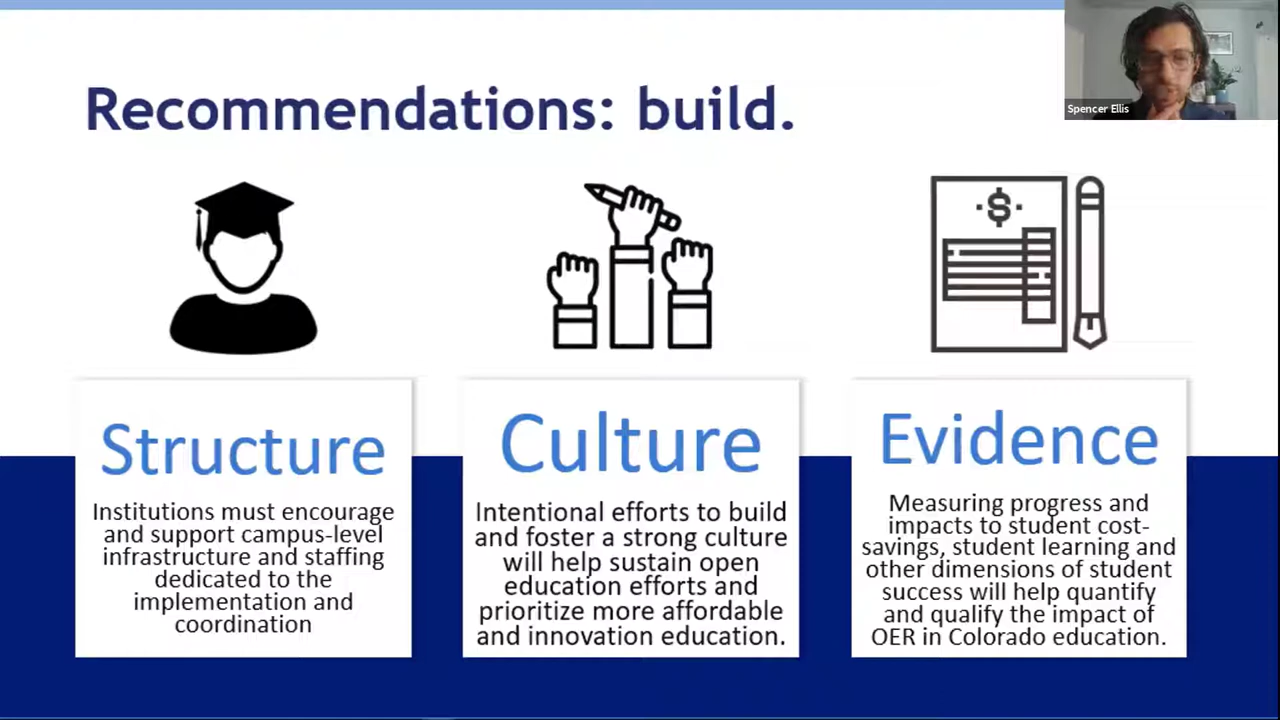 Recommendations: build.
Spencer Ellis
$
Structure
Institutions must encourage
and support campus-level
infrastructure and staffing
dedicated to the
implementation and
coordination
Culture
Intentional efforts to build
and foster a strong culture
will help sustain open
education efforts and
prioritize more affordable
and innovation education.
Evidence
Measuring progress and
impacts to student cost-
savings, student learning and
other dimensions of student
success will help quantify
and qualify the impact of
OER in Colorado education.